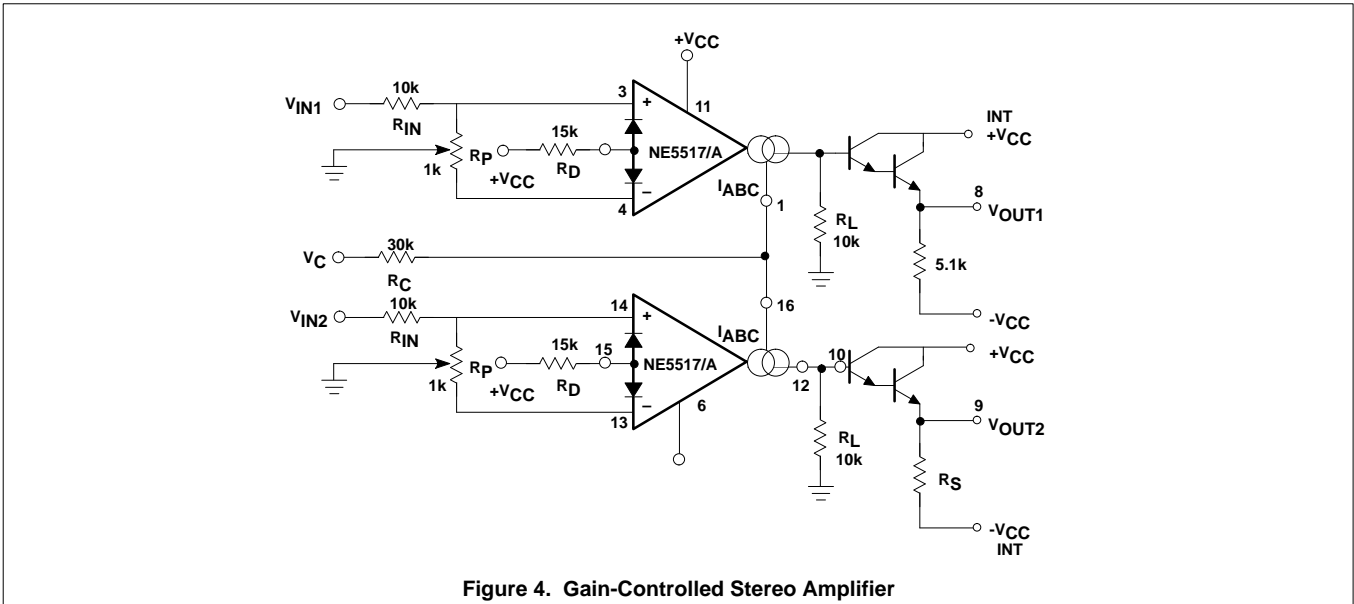 +VCC
INT
+VCC
VIN1
10k
RIN
3
+
11
1k
RP
+VCC
15k
RD
NE5517/A
−
4
IABC
1
RL
10k
8
VOUT1
5.1k
-VCC
VC
30k
RC
16
VIN2
10k
RIN
14
+
IABC
1k
RP
+VCC
15k
15
RD
NE5517/A
−
13
6
12
10
+VCC
RL
10k
9
VOUT2
RS
-VCC
INT
Figure 4. Gain-Controlled Stereo Amplifier